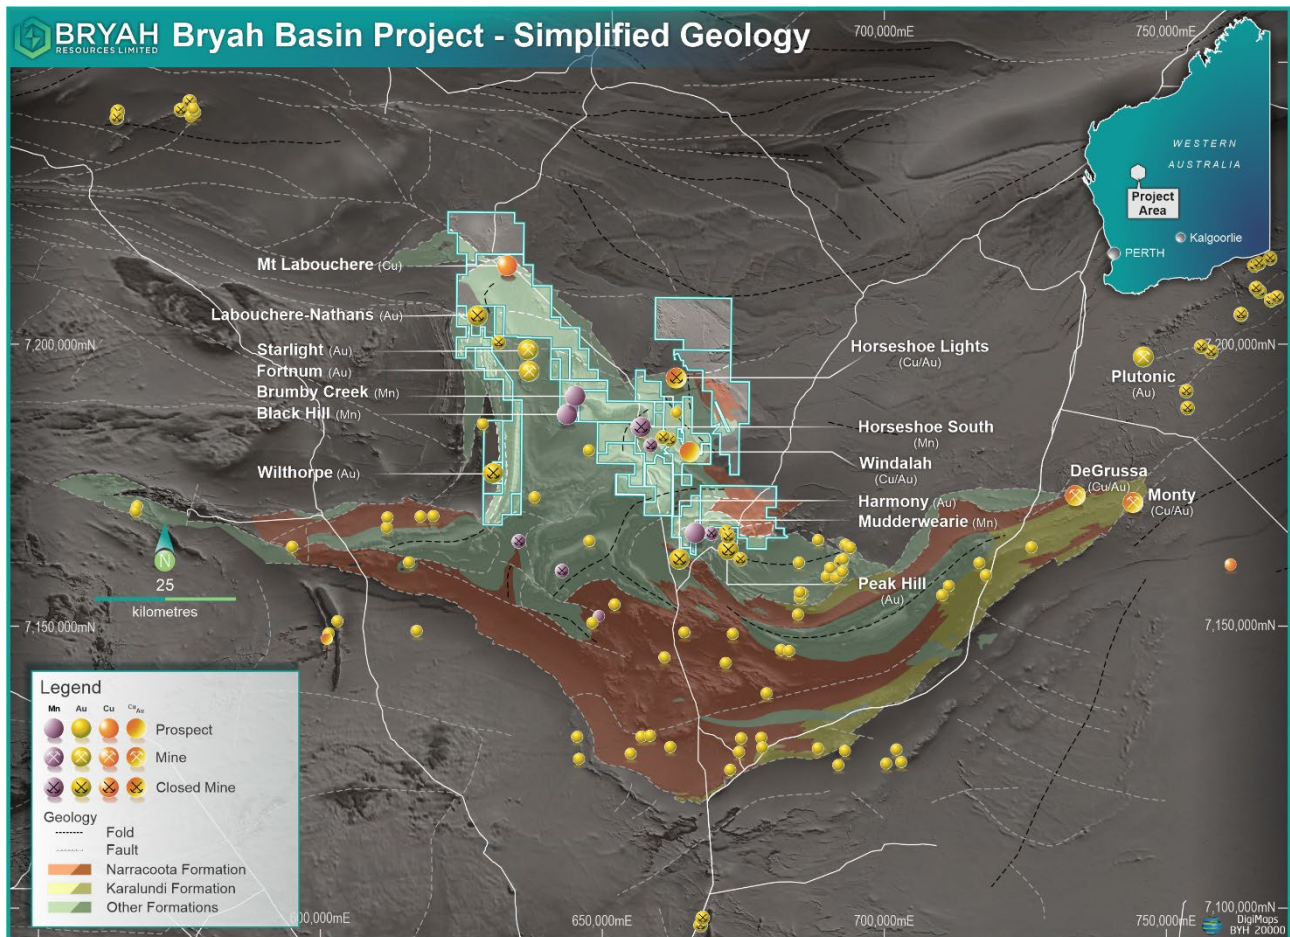 BRYAH
RESOURCES LIMITED
Bryah Basin Project - Simplified Geology
700,000mE
750,000mE
WESTERN
AUSTRALIA
Project
Area
Kalgoorlie
PERTH
Mt Labouchere (Cu)
Labouchere-Nathans (Au)
7,200,000mN
Starlight (Au)
Fortnum (Au)
Brumby Creek (Mn)
Black Hill (Mn)
Wilthorpe (Au)
Horseshoe Lights
(Cu/Au)
7,200,000mN
Plutonic
(Au)
Horseshoe South
(Mn)
Windalah
(Cu/Au)
Harmony (Au)
Mudderwearie (Mn)
DeGrussa
(Cu/Au)
Monty
(Cu/Au)
Peak Hill
(Au)
N
25
kilometres
7,150,000mN
7,150,000mN
Legend
Mn Au Cu Cu Au
Prospect
Mine
Closed Mine
Geology
Fold
Fault
Narracoota Formation
Karalundi Formation
Other Formations
600,000mE
650,000mE
700,000mE
750,000mE
7,100,000mN
DigiMaps
BYH 20000